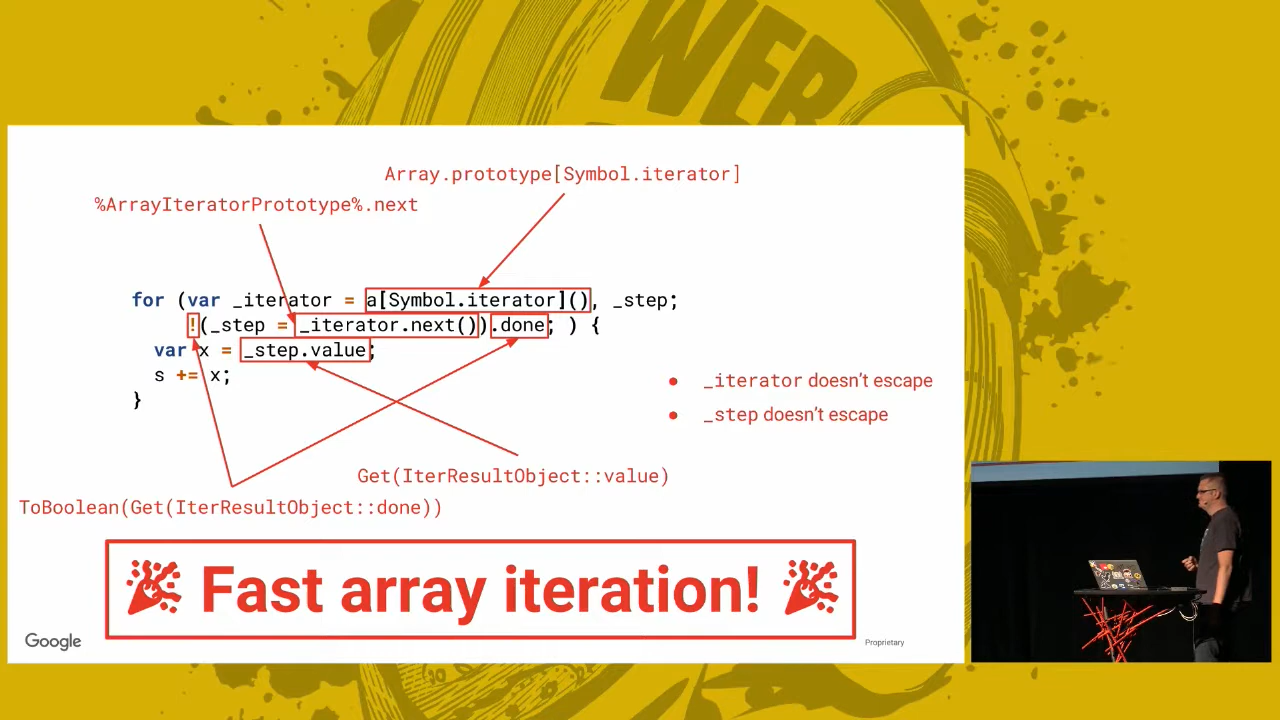 WEB
Array.prototype[Symbol.iterator]
%ArrayIteratorPrototype%.next
for (var _iterator = a[Symbol.iterator](), _step;
!(_step = _iterator.next()).done; ) {
var x = _step.value;
s += x;
}
● _iterator doesn’t escape
● _step doesn’t escape
Get(IterResultObject::value)
ToBoolean(Get(IterResultObject::done))
🎉 Fast array iteration! 🎉
Google
Proprietary